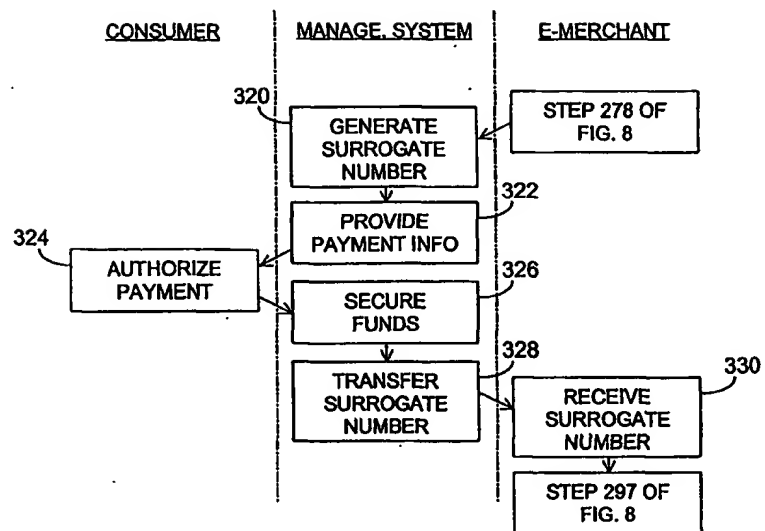 CONSUMER
MANAGE. SYSTEM
E-MERCHANT
320
GENERATE
SURROGATE
NUMBER
STEP 278 OF
FIG. 8
322
PROVIDE
PAYMENT INFO
324
AUTHORIZE
PAYMENT
326
SECURE
FUNDS
328
TRANSFER
SURROGATE
NUMBER
330
RECEIVE
SURROGATE
NUMBER
STEP 297 OF
FIG. 8